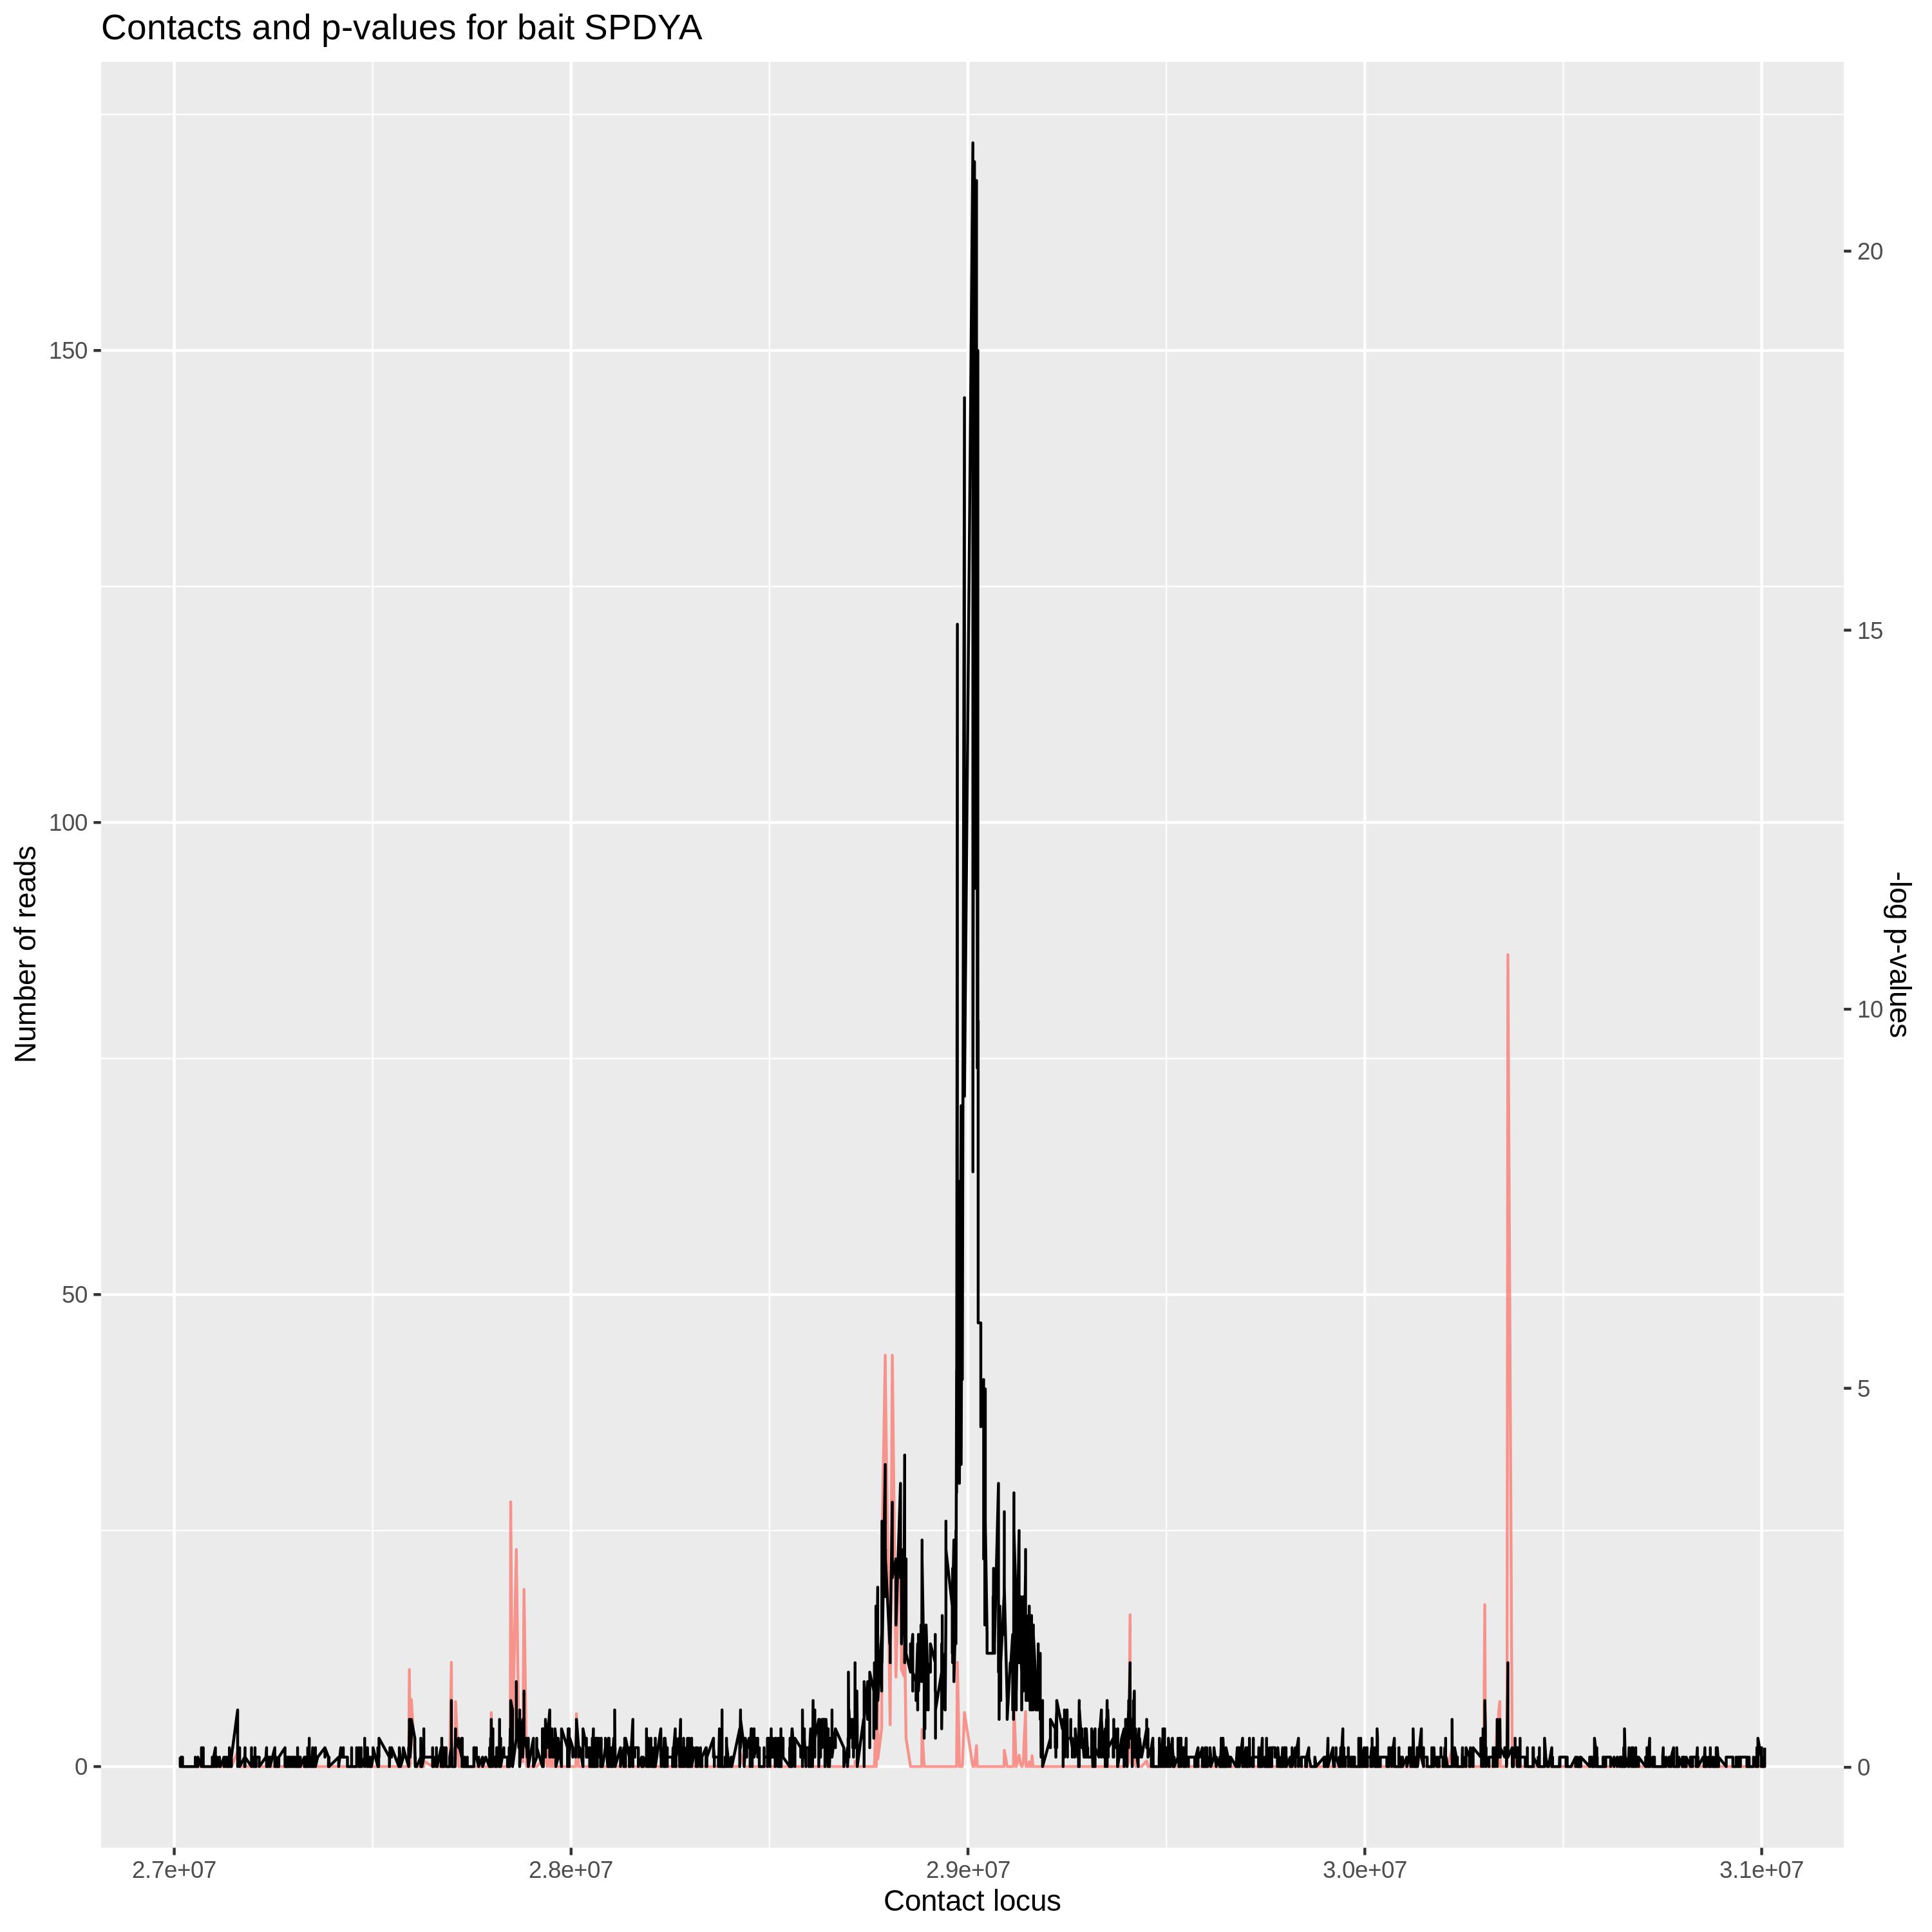 Contacts and p-values for bait SPDYA
Number of reads
150
100
50
0
20
15
10
5
0
-log p-values
2.7e+07 2.8e+07 2.9e+07 3.0e+07 3.1e+07
Contact locus